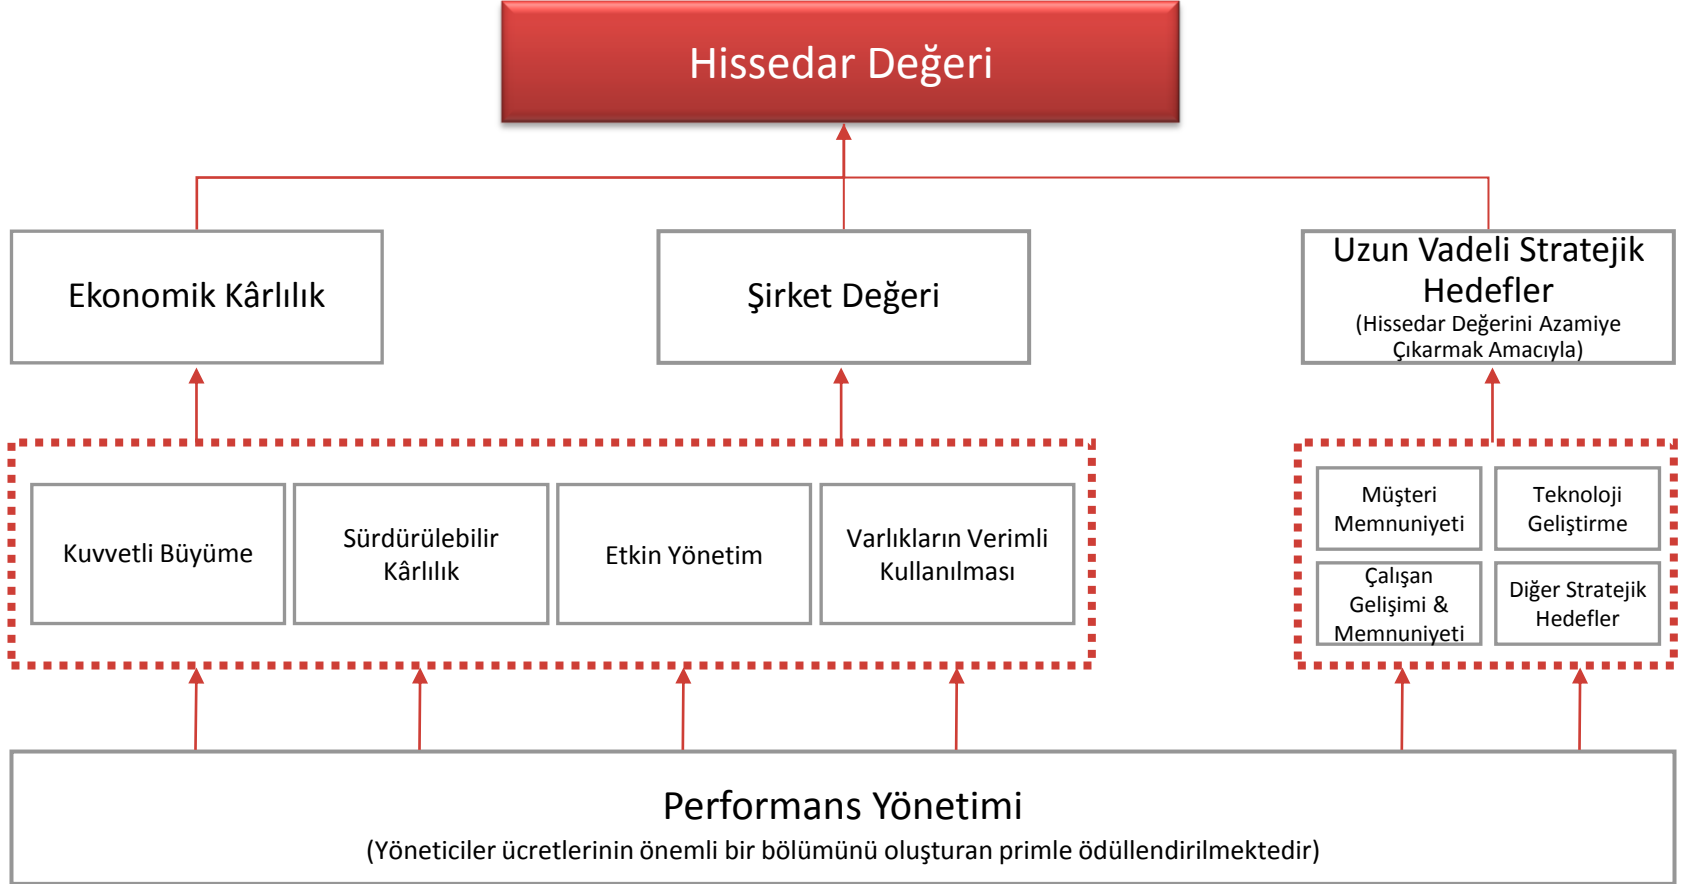 Hissedar Değeri
Ekonomik Kârlılık
Şirket Değeri
Uzun Vadeli Stratejik
Hedefler
(Hissedar Değerini Azamiye
Çıkarmak Amacıyla)
Kuvvetli Büyüme
Sürdürülebilir
Kârlılık
Etkin Yönetim
Varlıkların Verimli
Kullanılması
Müşteri
Memnuniyeti
Teknoloji
Geliştirme
Çalışan
Gelişimi &
Memnuniyeti
Diğer Stratejik
Hedefler
Performans Yönetimi
(Yöneticiler ücretlerinin önemli bir bölümünü oluşturan primle ödüllendirilmektedir)